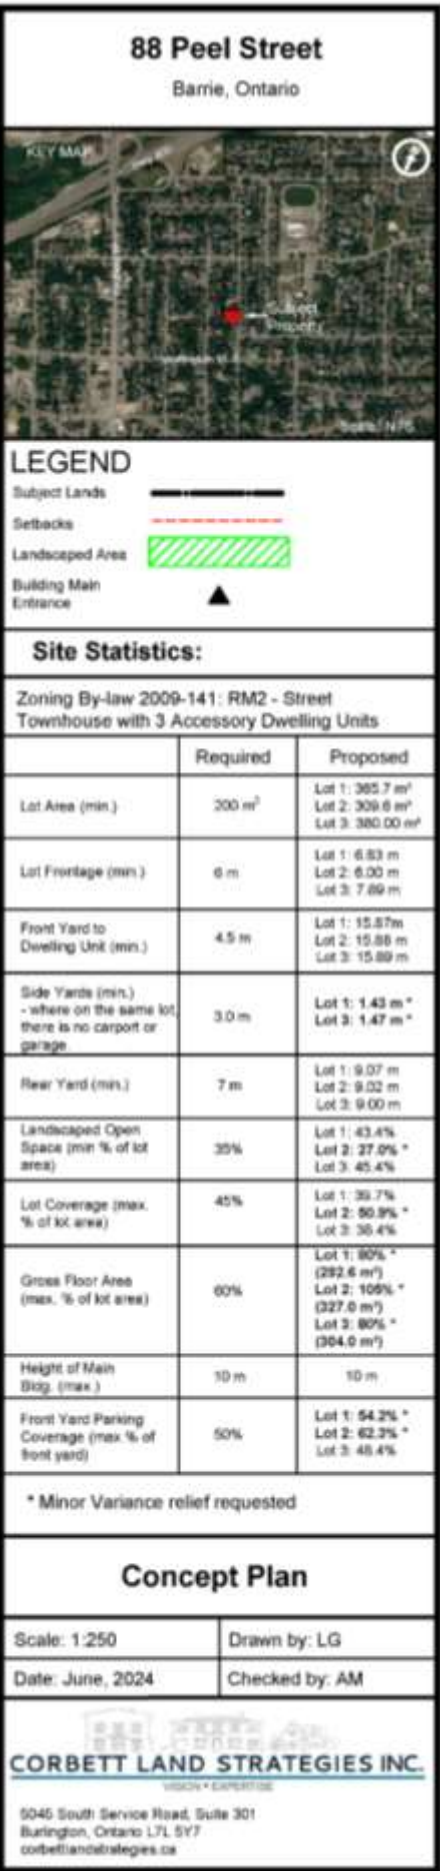 88 Peel Street
Barrie, Ontario
KEY MAP
Subject
Property
LEGEND
Subject Lands
Setbacks
Landscaped Area
Building Main
Entrance
Site Statistics:
Zoning By-law 2009-141: RM2 - Street
Townhouse with 3 Accessory Dwelling Units
Required Proposed
Lot Area (min.) 200 m²
Lot 1: 365.7 m²
Lot 2: 309.6 m²
Lot 3: 380.00 m²
Lot Frontage (min.) 6 m
Lot 1: 6.83 m
Lot 2: 6.00 m
Lot 3: 7.89 m
Front Yard to
Dwelling Unit (min.)
4.5 m
Lot 1: 15.87m
Lot 2: 15.88 m
Lot 3: 15.89 m
Side Yards (min.)
- where on the same lot,
there is no carport or
garage
3.0 m
Lot 1: 1.43 m *
Lot 3: 1.47 m *
Rear Yard (min.) 7 m
Lot 1: 9.07 m
Lot 2: 9.02 m
Lot 3: 9.00 m
Landscaped Open
Space (min % of lot
area)
35%
Lot 1: 43.4%
Lot 2: 27.0% *
Lot 3: 45.4%
Lot Coverage (max.
% of lot area)
45%
Lot 1: 39.7%
Lot 2: 50.9% *
Lot 3: 38.4%
Gross Floor Area
(max. % of lot area)
60%
Lot 1: 80% *
(292.6 m²)
Lot 2: 106% *
(327.0 m²)
Lot 3: 80% *
(304.0 m²)
Height of Main
Bldg. (max.)
10 m
10 m
Front Yard Parking
Coverage (max % of
front yard)
50%
Lot 1: 54.2% *
Lot 2: 62.3% *
Lot 3: 48.4%
* Minor Variance relief requested
Concept Plan
Scale: 1:250 Drawn by: LG
Date: June, 2024 Checked by: AM
CORBETT LAND STRATEGIES INC.
VISION • EXPERTISE
5045 South Service Road, Suite 301
Burlington, Ontario L7L 5Y7
corbettlandstrategies.ca